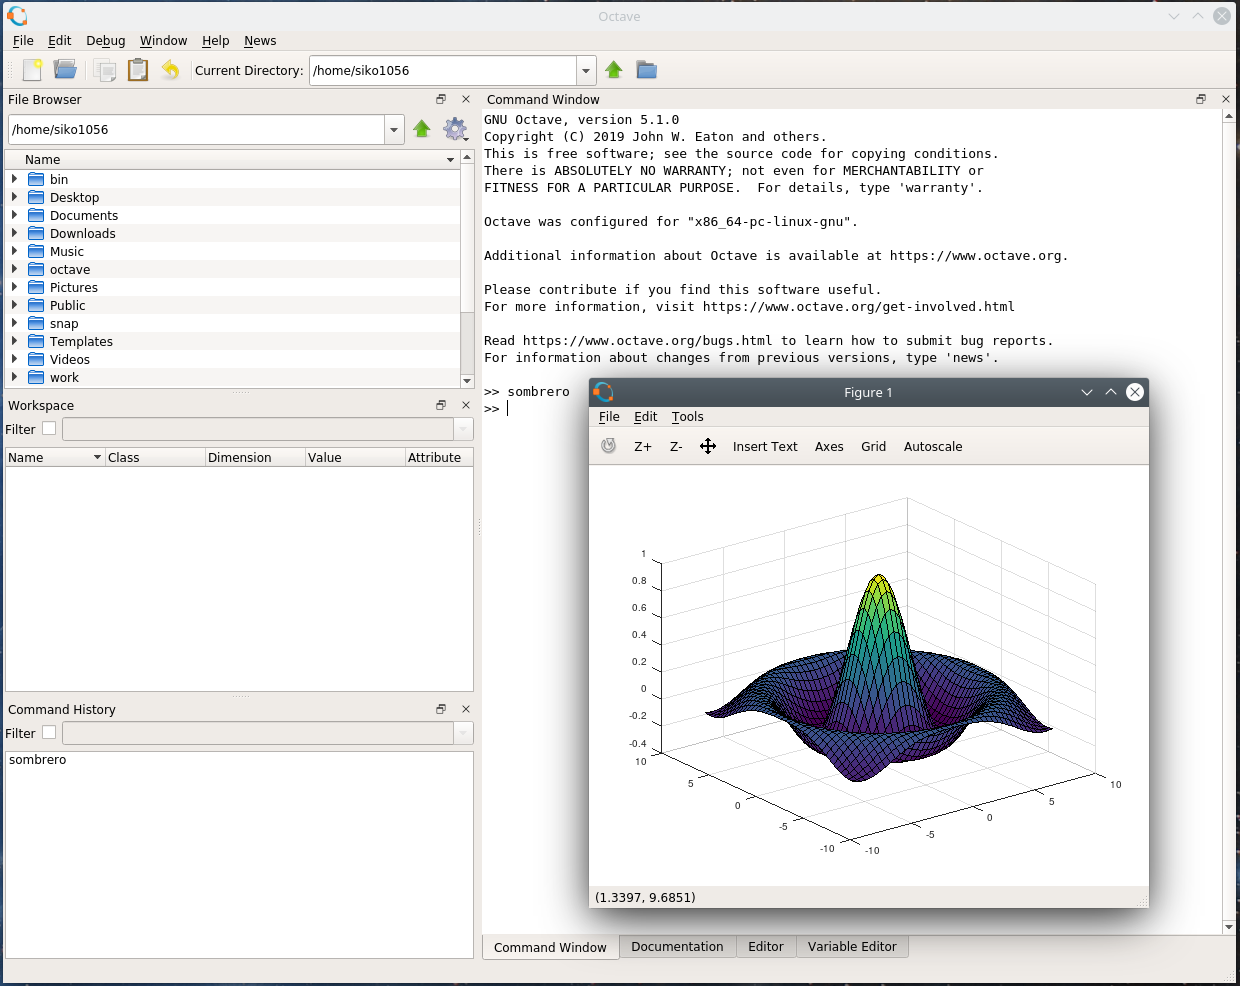 Octave
File Edit Debug Window Help News
Current Directory: /home/siko1056
File Browser
/home/siko1056
Name
bin
Desktop
Documents
Downloads
Music
octave
Pictures
Public
snap
Templates
Videos
work
Workspace
Filter
Name Class Dimension Value Attribute
Command History
Filter
sombrero
Command Window
GNU Octave, version 5.1.0
Copyright (C) 2019 John W. Eaton and others.
This is free software; see the source code for copying conditions.
There is ABSOLUTELY NO WARRANTY; not even for MERCHANTABILITY or
FITNESS FOR A PARTICULAR PURPOSE.  For details, type 'warranty'.
Octave was configured for "x86_64-pc-linux-gnu".
Additional information about Octave is available at https://www.octave.org.
Please contribute if you find this software useful.
For more information, visit https://www.octave.org/get-involved.html
Read https://www.octave.org/bugs.html to learn how to submit bug reports.
For information about changes from previous versions, type 'news'.
>> sombrero
>>
Figure 1
File Edit Tools
Z+ Z- Insert Text Axes Grid Autoscale
1
0.8
0.6
0.4
0.2
0
-0.2
-0.4
10
5
0
-5
-10
-10
-5
0
5
10
(1.3397, 9.6851)
Command Window Documentation Editor Variable Editor